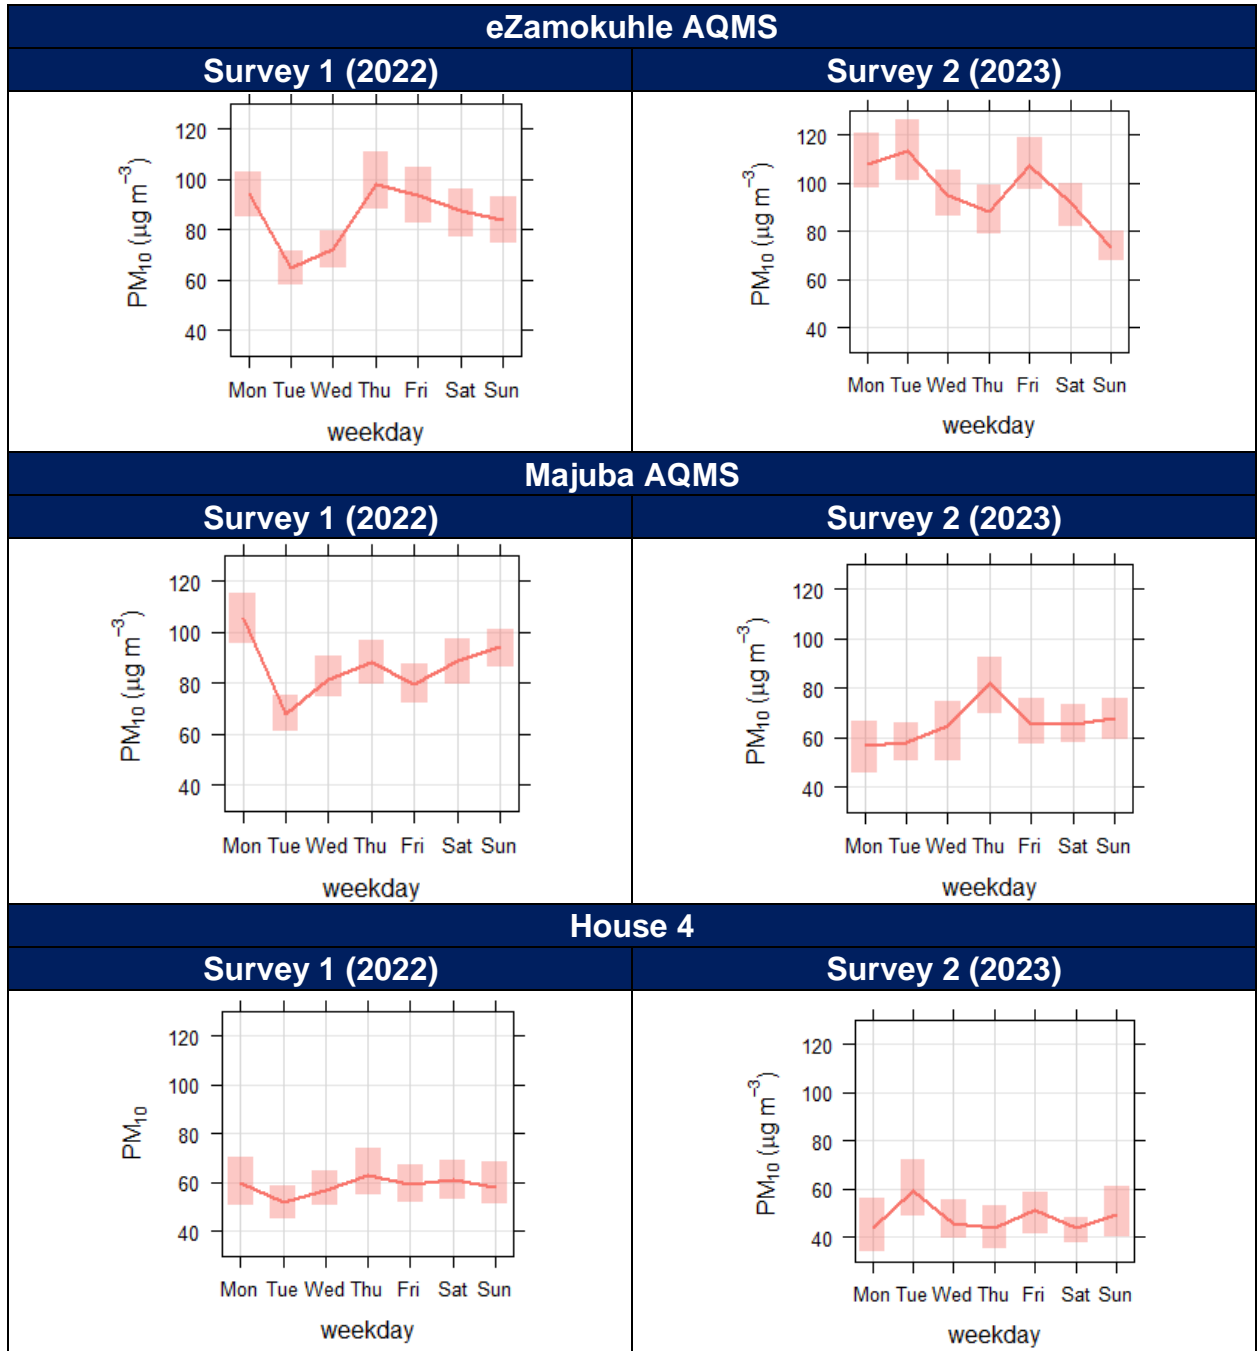 eZamokuhle AQMS
Survey 1 (2022)
Survey 2 (2023)
120
100
80
60
40
PM₁₀ (µg m⁻³)
Mon Tue Wed Thu Fri Sat Sun
weekday
120
100
80
60
40
PM₁₀ (µg m⁻³)
Mon Tue Wed Thu Fri Sat Sun
weekday
Majuba AQMS
Survey 1 (2022)
Survey 2 (2023)
120
100
80
60
40
PM₁₀ (µg m⁻³)
Mon Tue Wed Thu Fri Sat Sun
weekday
120
100
80
60
40
PM₁₀ (µg m⁻³)
Mon Tue Wed Thu Fri Sat Sun
weekday
House 4
Survey 1 (2022)
Survey 2 (2023)
120
100
80
60
40
PM₁₀
Mon Tue Wed Thu Fri Sat Sun
weekday
120
100
80
60
40
PM₁₀ (µg m⁻³)
Mon Tue Wed Thu Fri Sat Sun
weekday